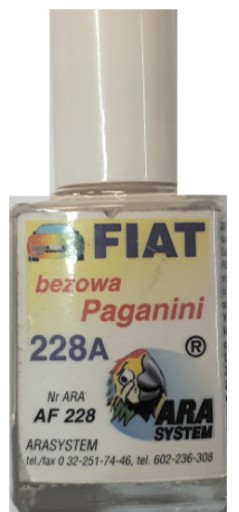 FIAT
beżowa
Paganini
228A
®
Nr ARA
AF 228
ARA
SYSTEM
ARASYSTEM
tel./fax 0 32-251-74-46, tel. 602-236-308